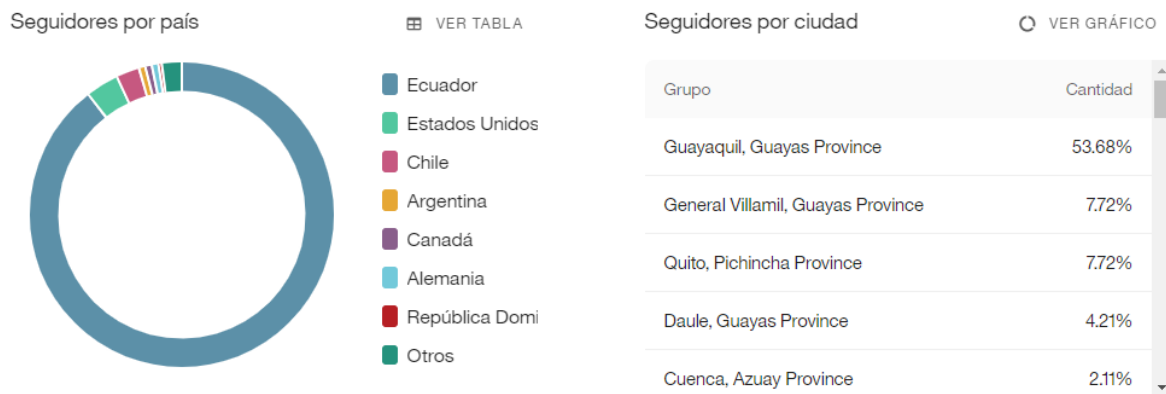 Seguidores por país
VER TABLA
Ecuador
Estados Unidos
Chile
Argentina
Canadá
Alemania
República Domi
Otros
Seguidores por ciudad
VER GRÁFICO
Grupo Cantidad
Guayaquil, Guayas Province 53.68%
General Villamil, Guayas Province 7.72%
Quito, Pichincha Province 7.72%
Daule, Guayas Province 4.21%
Cuenca, Azuay Province 2.11%